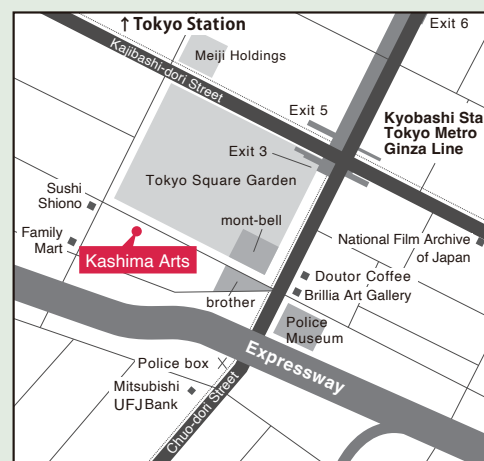 ↑Tokyo Station
Exit 6
Meiji Holdings
Kajibashi-dori Street
Exit 5
Kyobashi Sta
Tokyo Metro
Ginza Line
Exit 3
Tokyo Square Garden
Sushi
Shiono
mont-bell
Family
Mart
National Film Archive
of Japan
Kashima Arts
Doutor Coffee
brother
Brillia Art Gallery
Police
Museum
Expressway
Police box
Mitsubishi
UFJ Bank
Chuo-dori Street